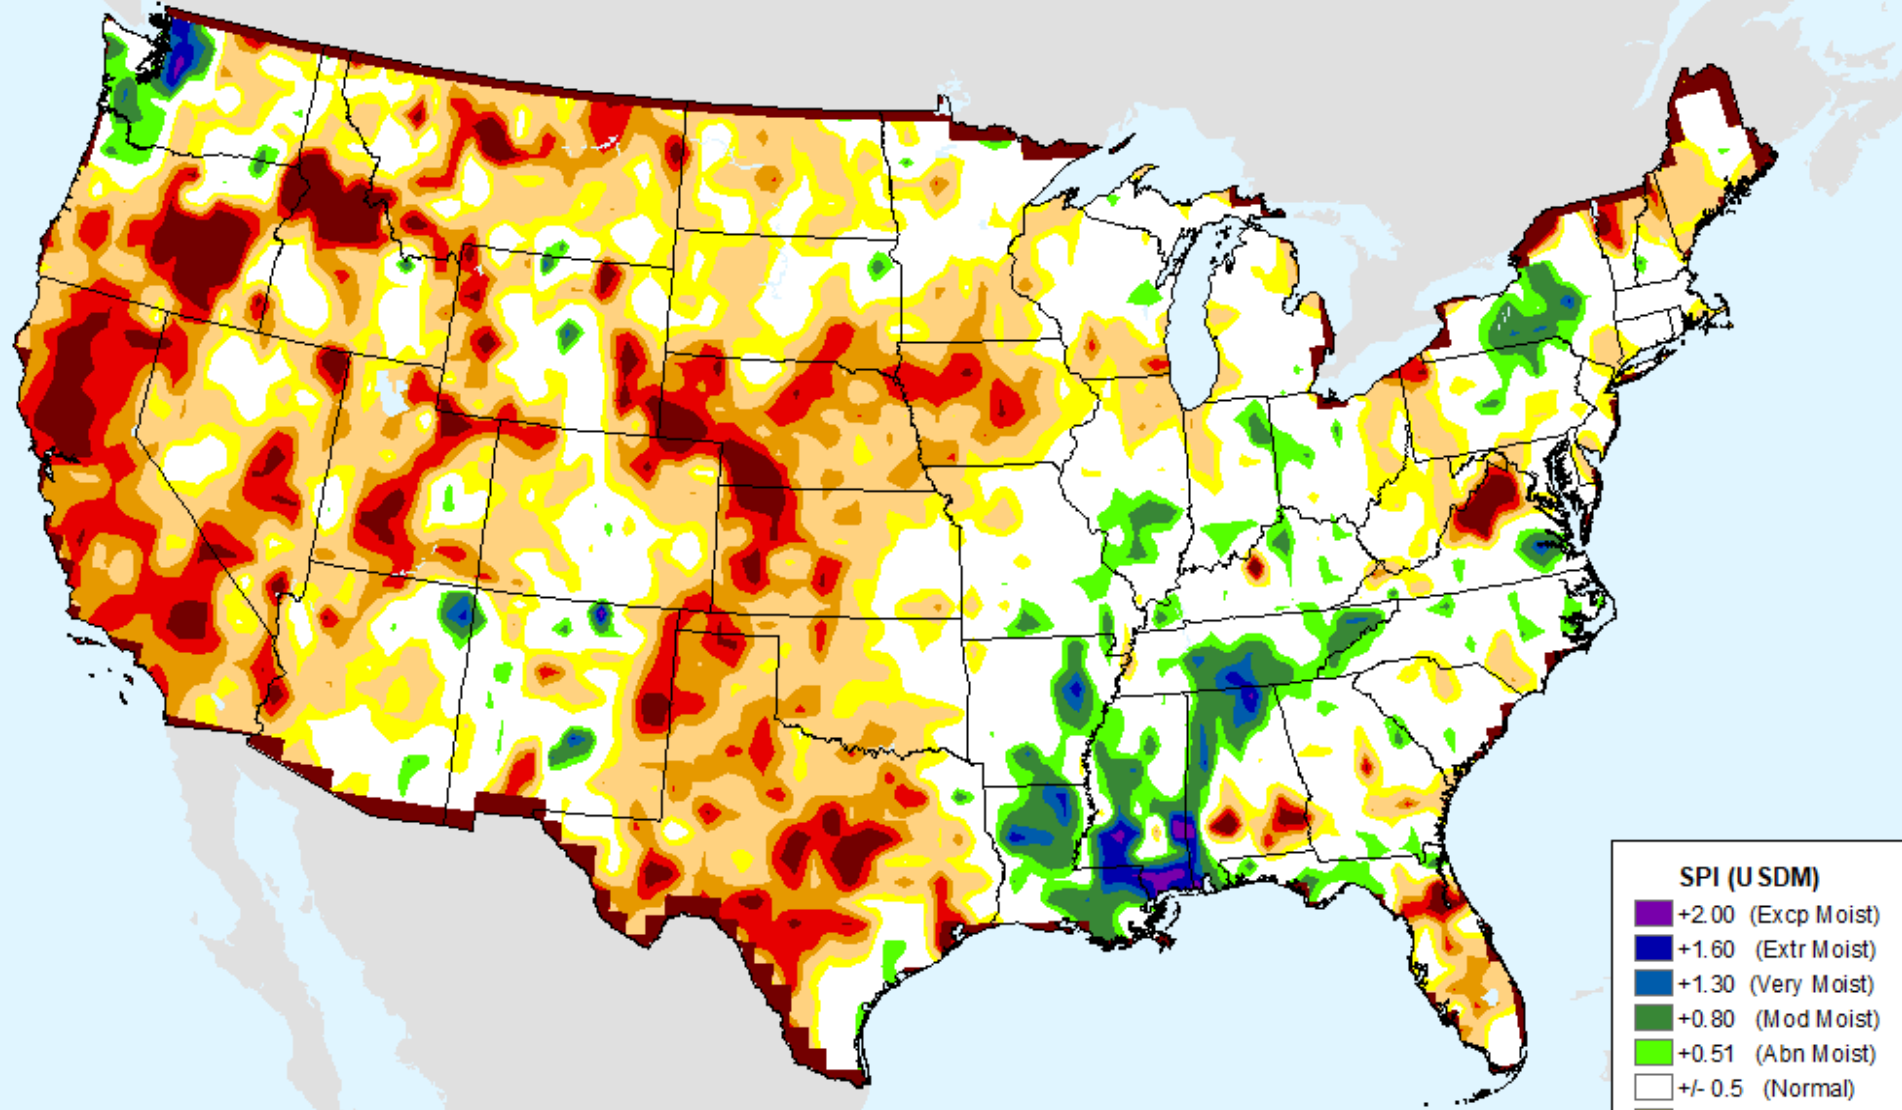 SPI (USDM)
+2.00 (Excp Moist)
+1.60 (Extr Moist)
+1.30 (Very Moist)
+0.80 (Mod Moist)
+0.51 (Abn Moist)
+/- 0.5 (Normal)